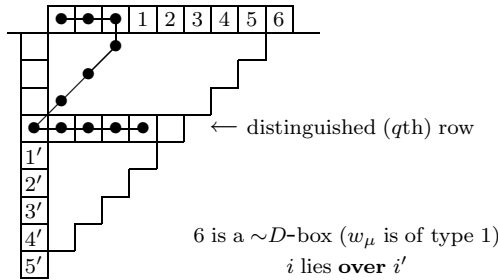 1 2 3 4 5 6
← distinguished (qth) row
1′
2′
3′
4′
5′
6 is a ∼D-box (wμ is of type 1)
i lies over i′